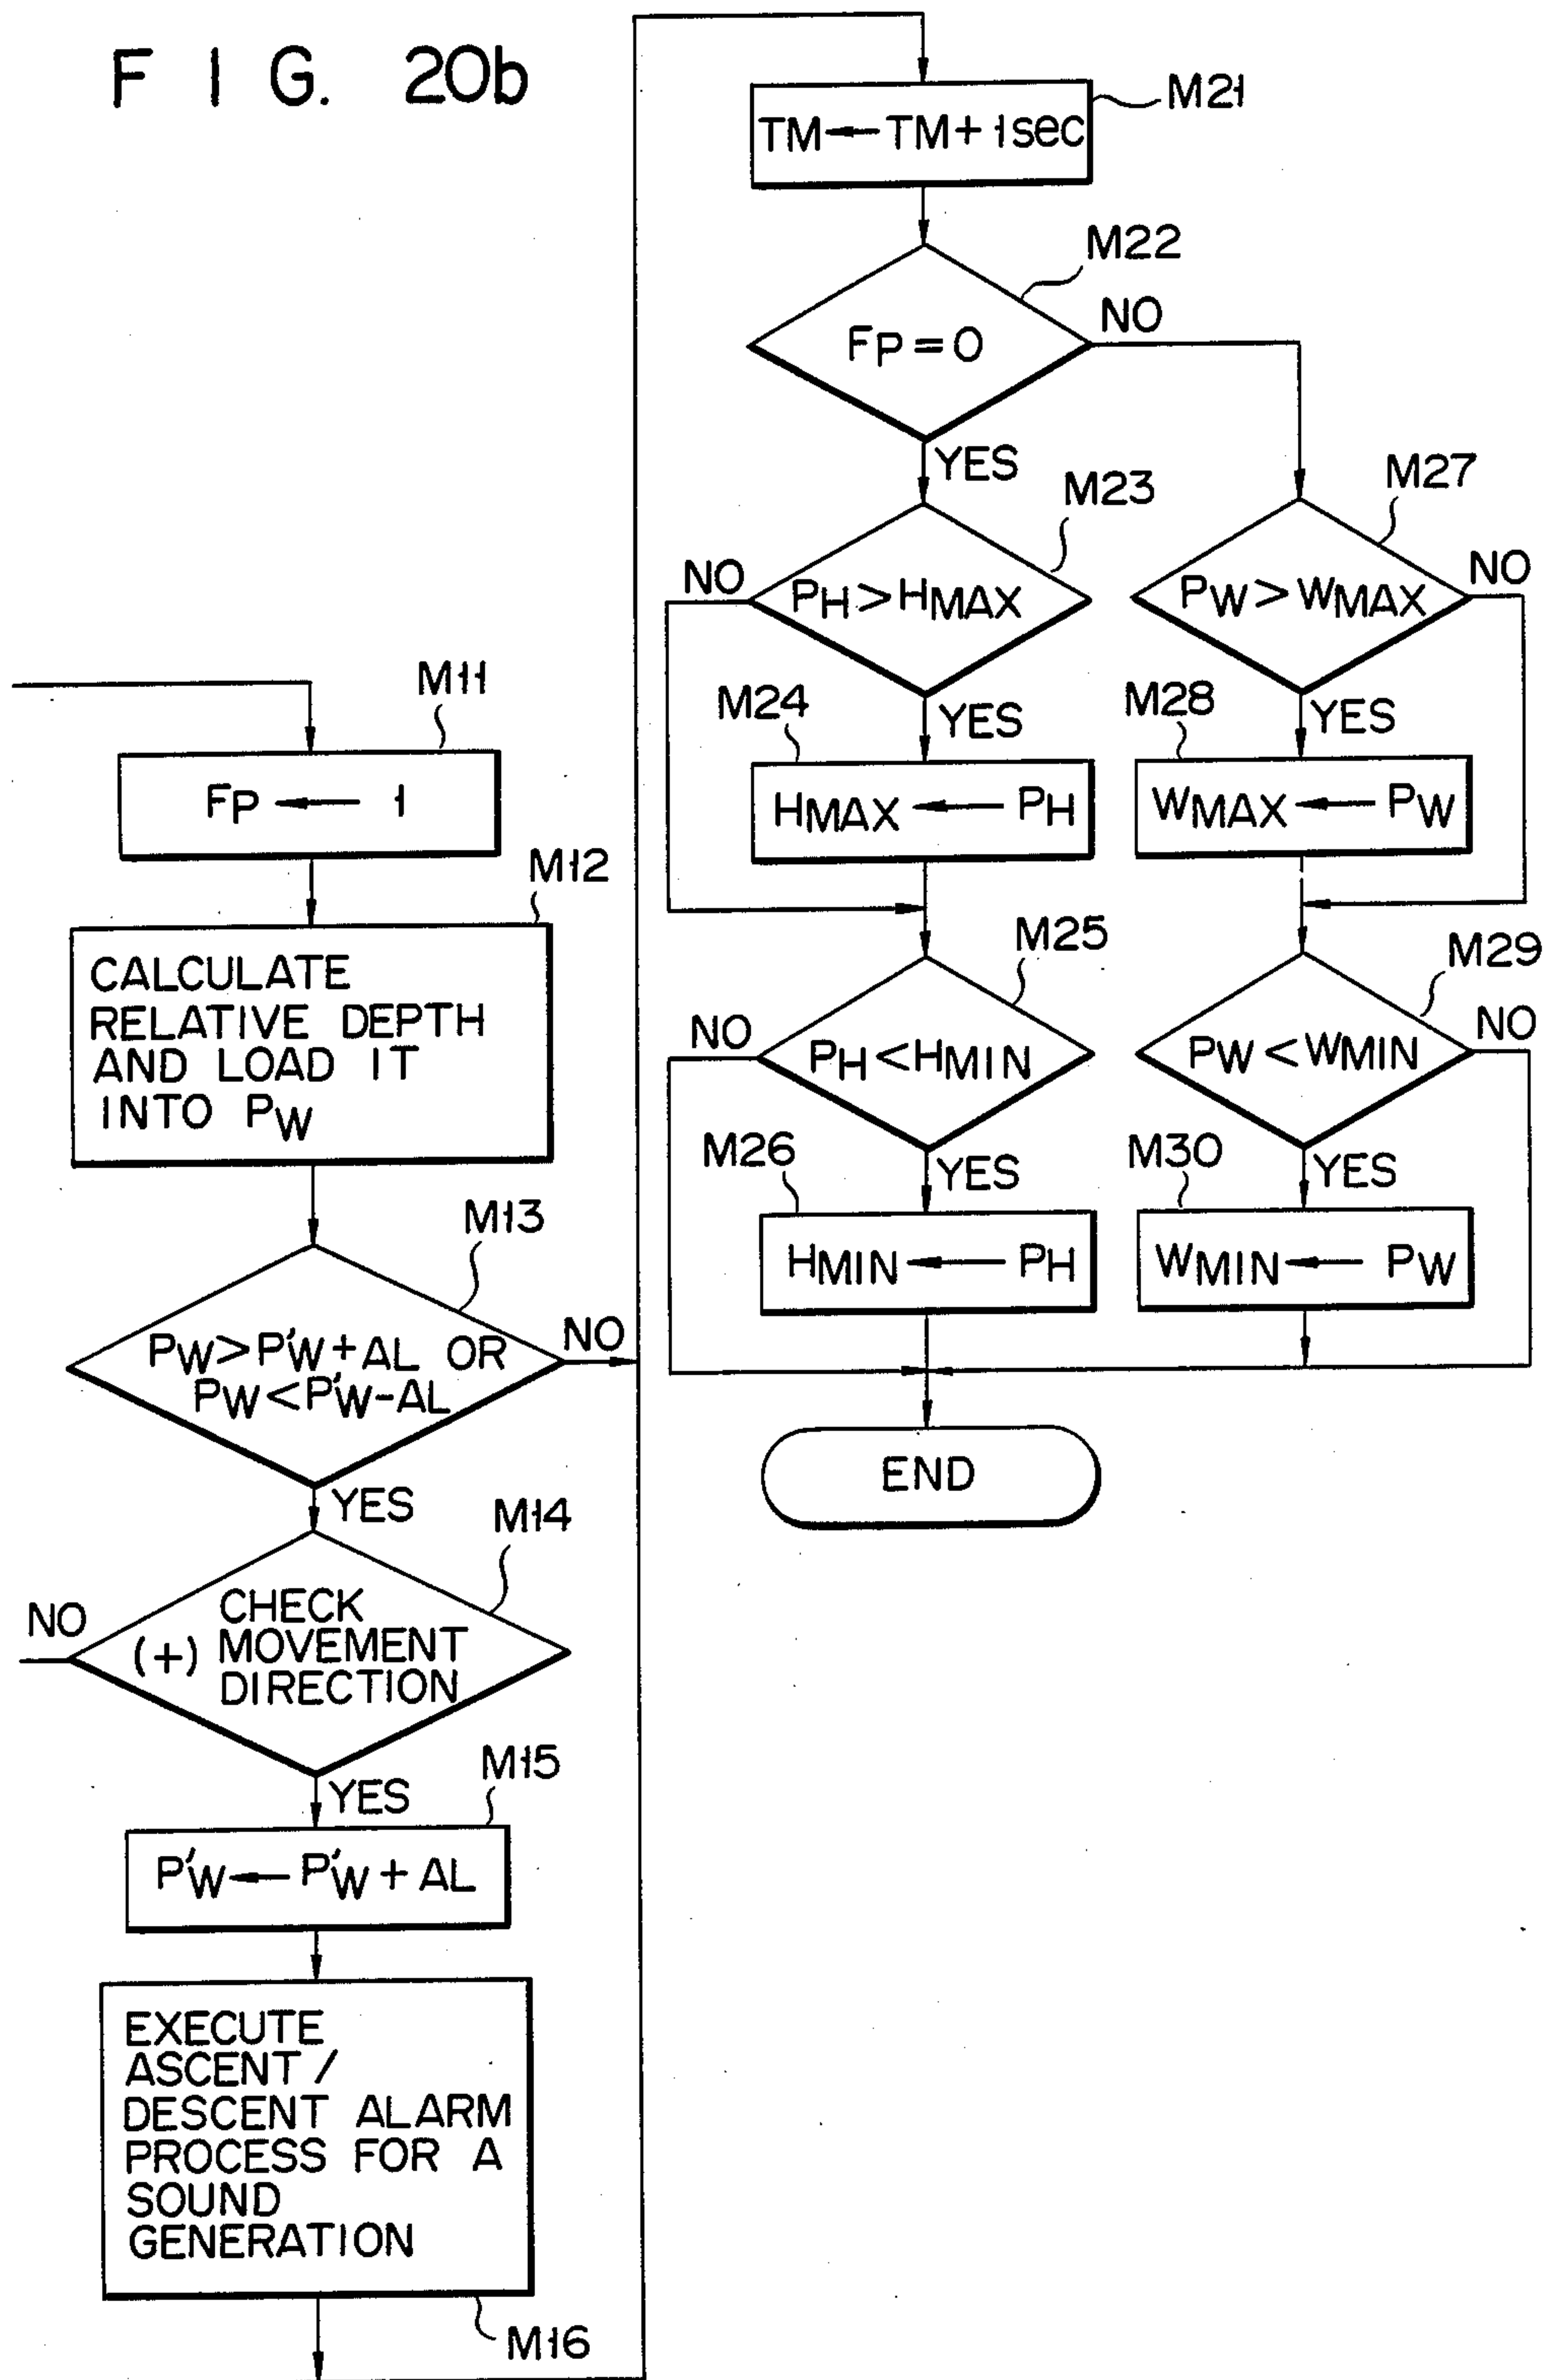 FIG. 20b
M11
FP ← 1
M12
CALCULATE
RELATIVE DEPTH
AND LOAD IT
INTO PW
M13
PW>P'W+AL OR
PW<P'W-AL
NO
YES
M14
NO
(+)
CHECK
MOVEMENT
DIRECTION
YES
M15
P'W ← P'W + AL
EXECUTE
ASCENT /
DESCENT ALARM
PROCESS FOR A
SOUND
GENERATION
M16
M21
TM ← TM + 1sec
M22
FP = 0
NO
YES
M23
NO
PH > HMAX
YES
M24
HMAX ← PH
M25
NO
PH < HMIN
YES
M26
HMIN ← PH
M27
PW > WMAX
NO
YES
M28
WMAX ← PW
M29
PW < WMIN
NO
YES
M30
WMIN ← PW
END